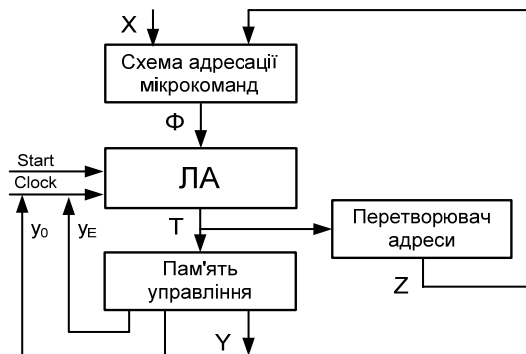 X
Схема адресації
мікрокоманд
Ф
Start
Clock
ЛА
y₀
yE
T
Перетворювач
адреси
Пам'ять
управління
Z
Y